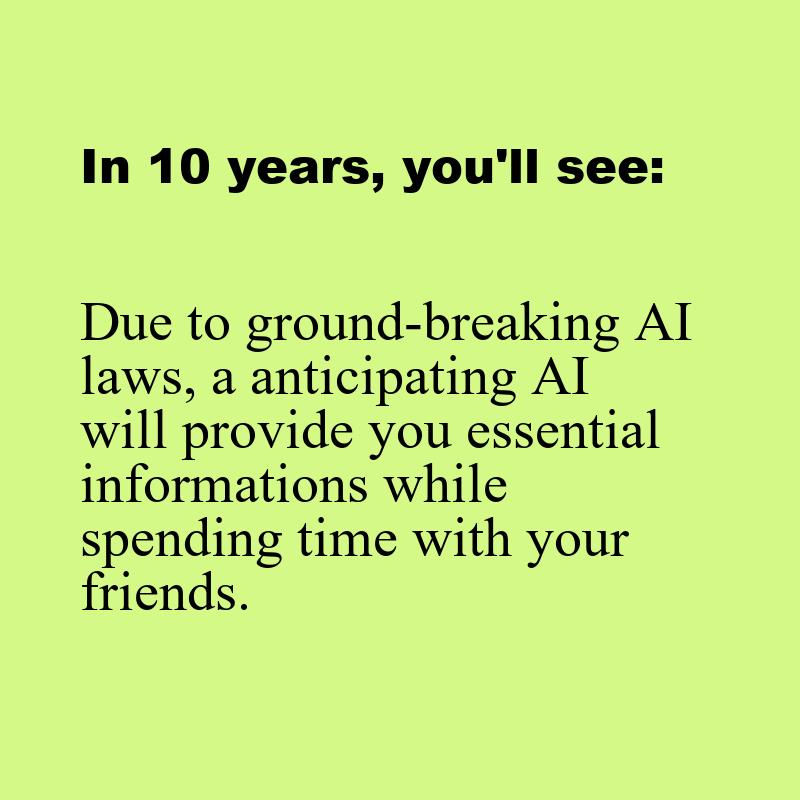 In 10 years, you'll see:
Due to ground-breaking AI
laws, a anticipating AI
will provide you essential
informations while
spending time with your
friends.